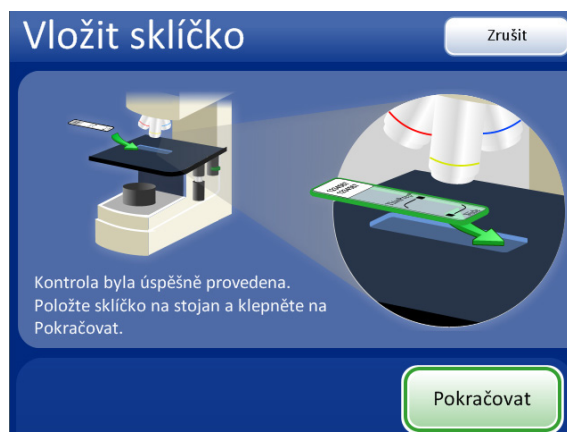 Vložit sklíčko
Zrušit
Kontrola byla úspěšně provedena.
Položte sklíčko na stojan a klepněte na
Pokračovat.
Pokračovat